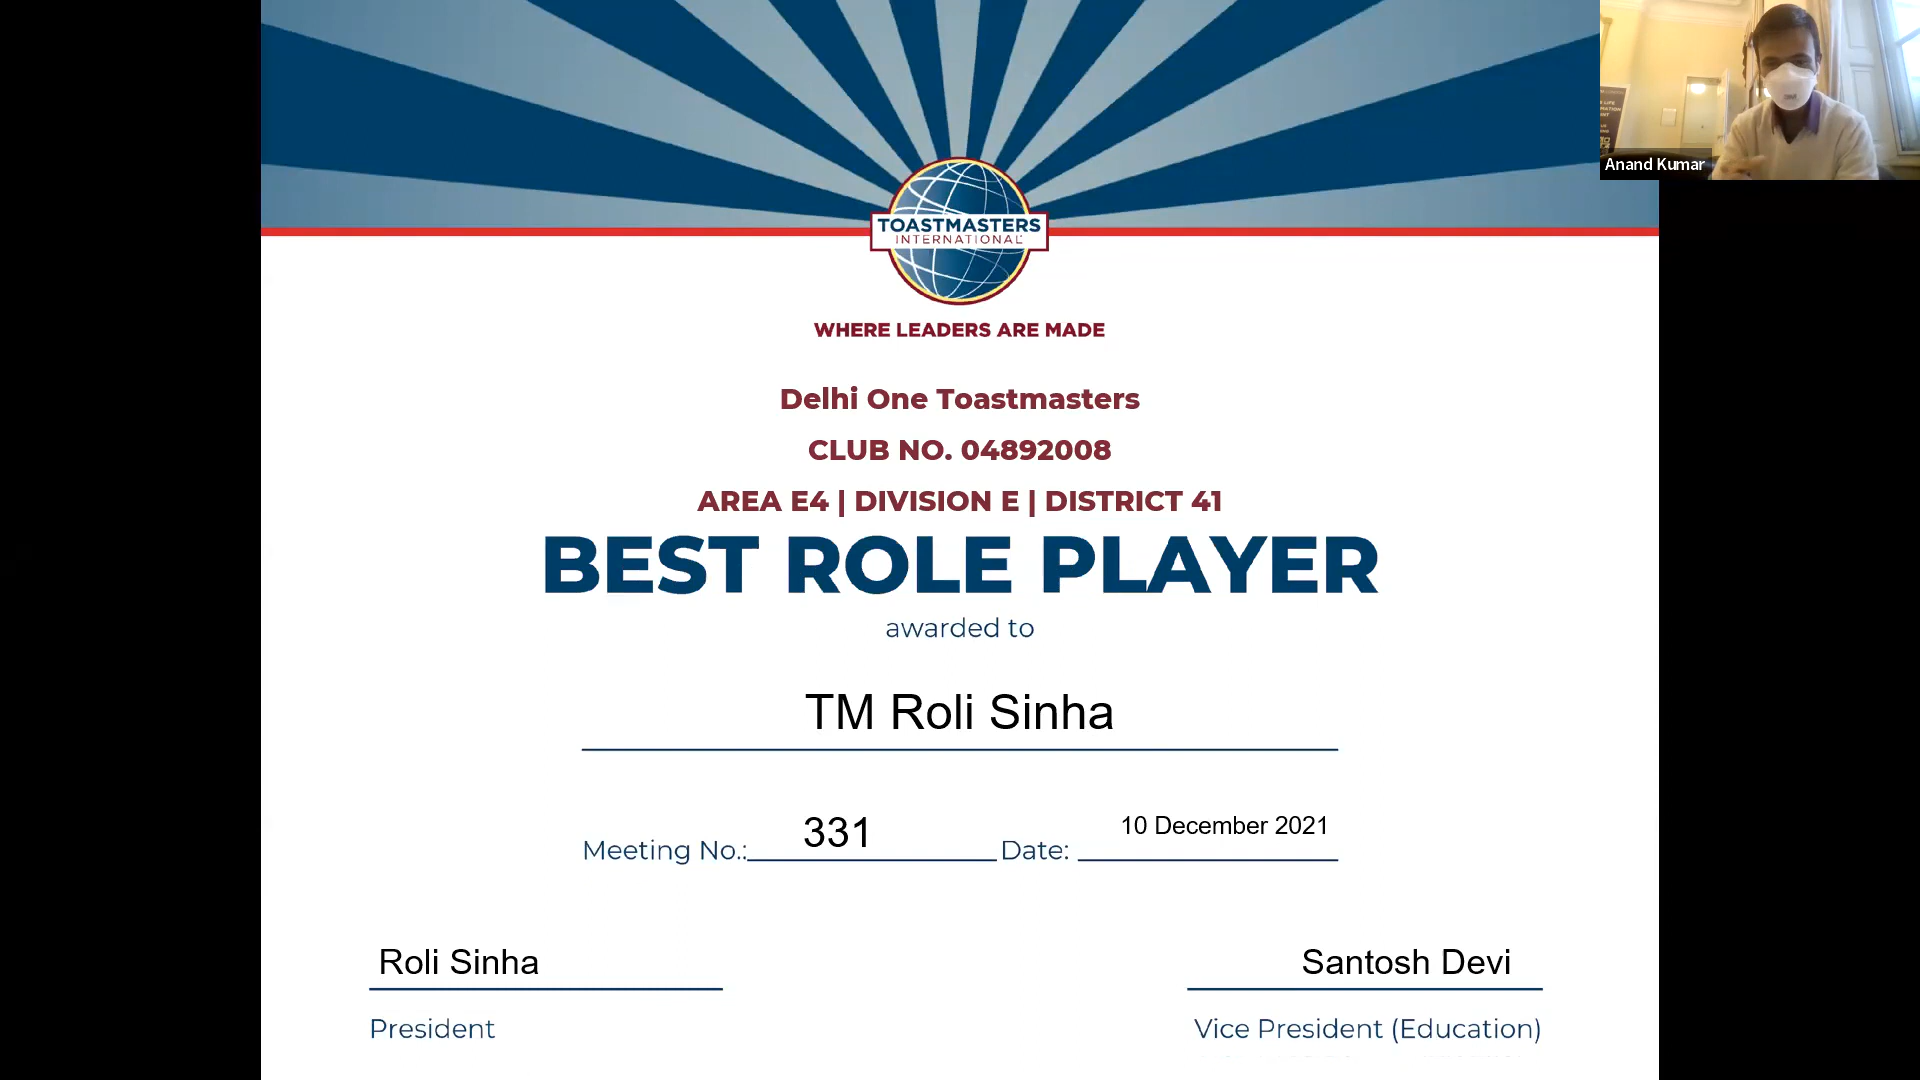 TOASTMASTERS
INTERNATIONAL
WHERE LEADERS ARE MADE
Delhi One Toastmasters
CLUB NO. 04892008
AREA E4 | DIVISION E | DISTRICT 41
BEST ROLE PLAYER
awarded to
TM Roli Sinha
Meeting No.: 331 Date: 10 December 2021
Roli Sinha Santosh Devi
President Vice President (Education)
Anand Kumar